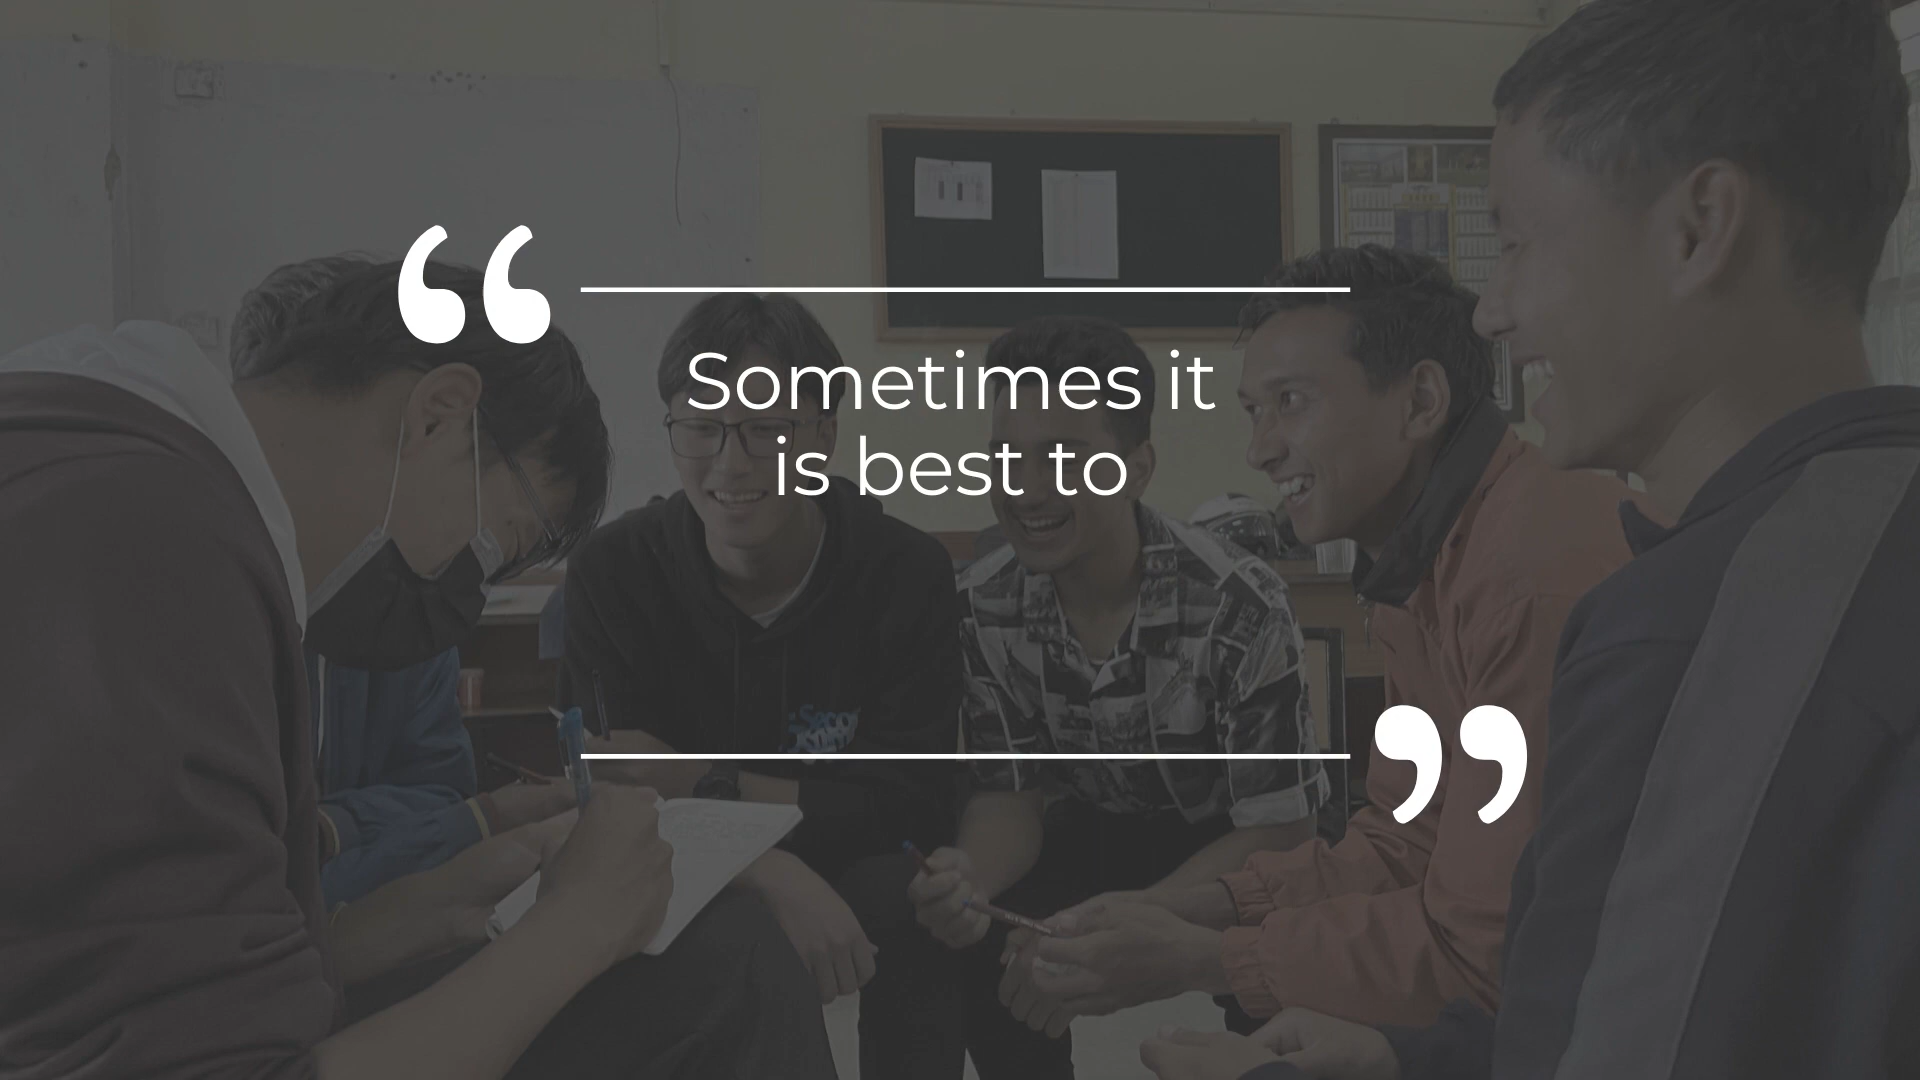 “
Sometimes it
is best to
”